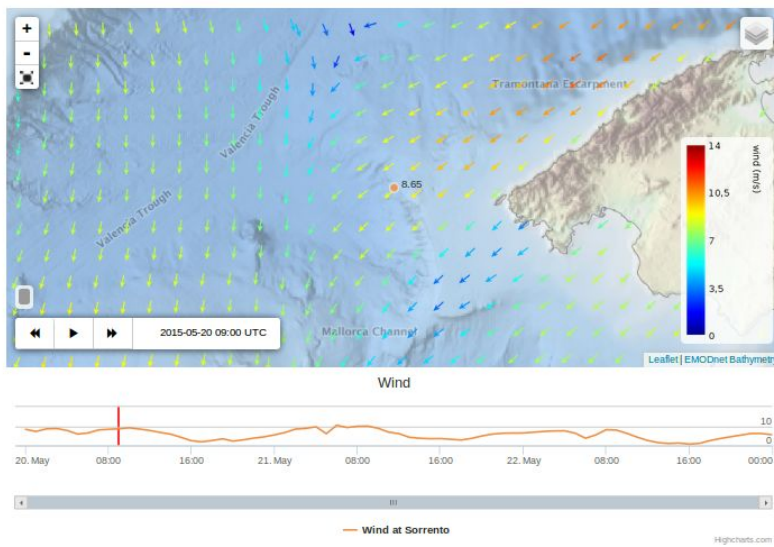 +
-
Tramontana Escarpment
Valencia Trough
14
wind (m/s)
10,5
8.65
7
Valencia Trough
3,5
0
2015-05-20 09:00 UTC
Mallorca Channel
Leaflet | EMODnet Bathymetry
Wind
10
0
20. May 08:00 16:00 21. May 08:00 16:00 22. May 08:00 16:00 00:00
Wind at Sorrento
Highcharts.com